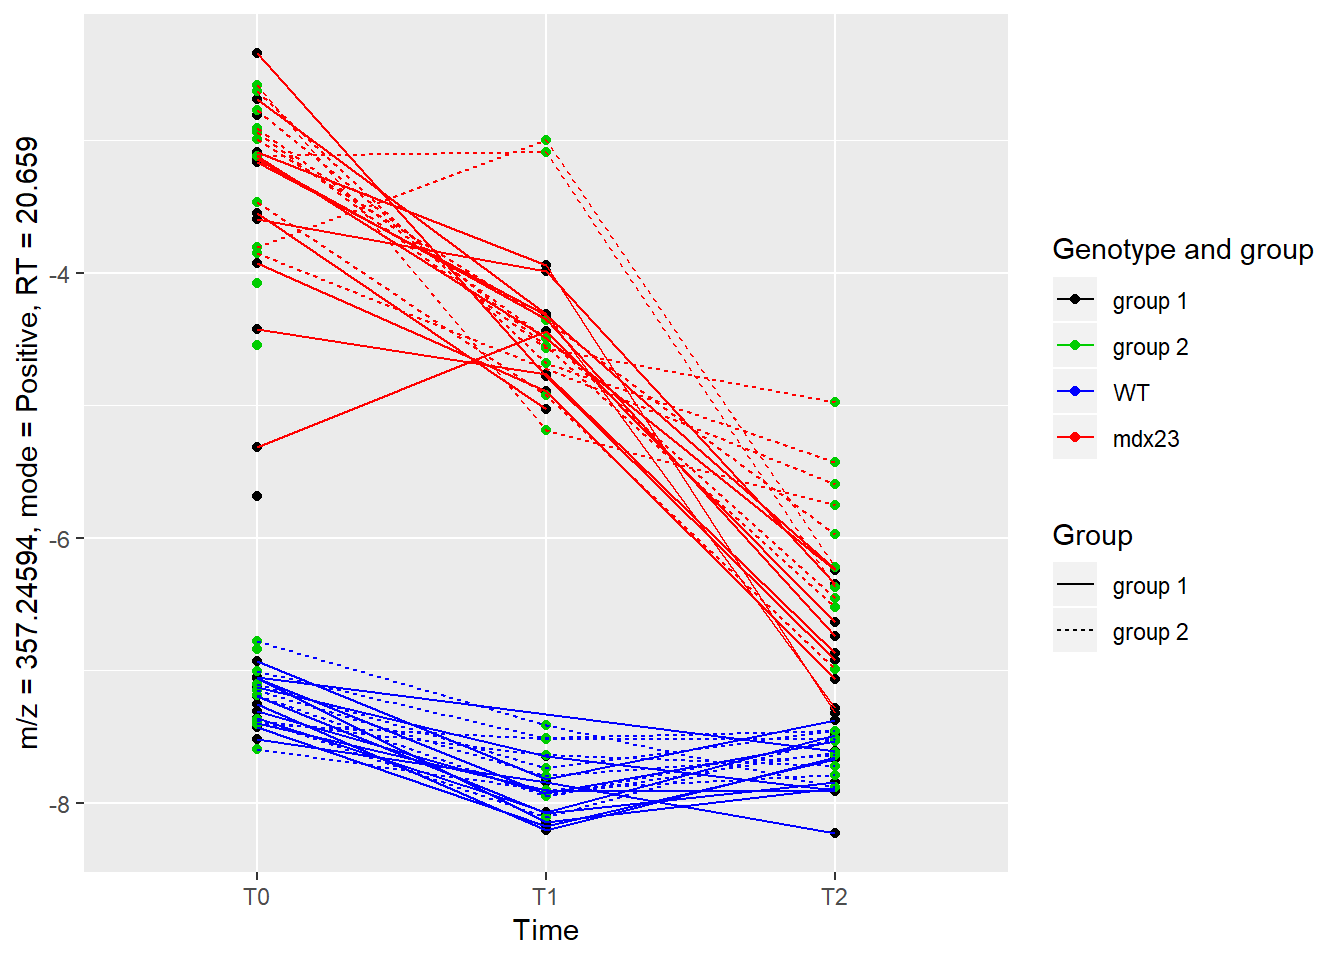 m/z = 357.24594, mode = Positive, RT = 20.659
-4
-6
-8
T0
T1
T2
Time
Genotype and group
group 1
group 2
WT
mdx23
Group
group 1
group 2